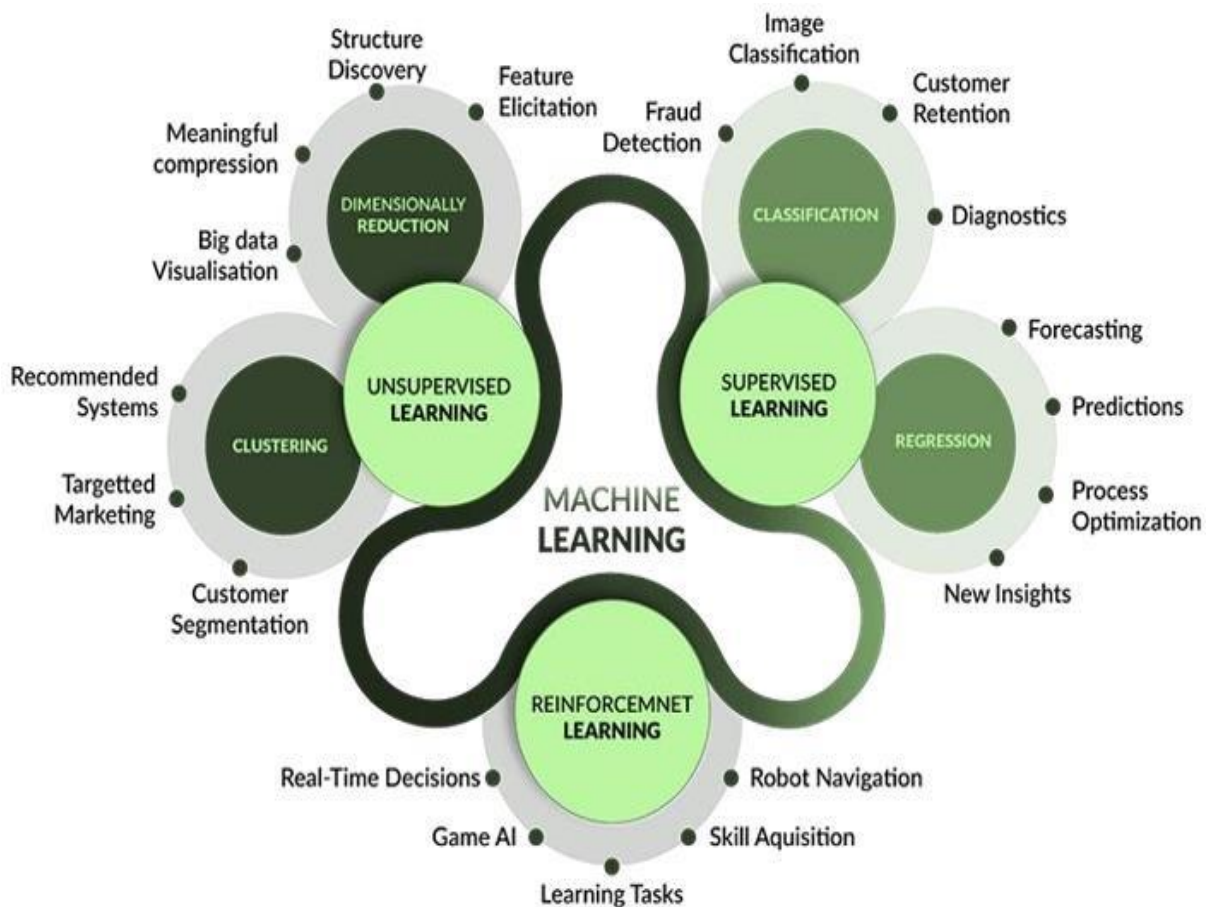 Structure
Discovery
Feature
Elicitation
Meaningful
compression
DIMENSIONALLY
REDUCTION
Big data
Visualisation
UNSUPERVISED
LEARNING
Recommended
Systems
CLUSTERING
Targetted
Marketing
Customer
Segmentation
Image
Classification
Customer
Retention
Fraud
Detection
CLASSIFICATION
Diagnostics
SUPERVISED
LEARNING
Forecasting
Predictions
REGRESSION
Process
Optimization
New Insights
MACHINE
LEARNING
REINFORCEMNET
LEARNING
Real-Time Decisions
Robot Navigation
Game AI
Skill Aquisition
Learning Tasks